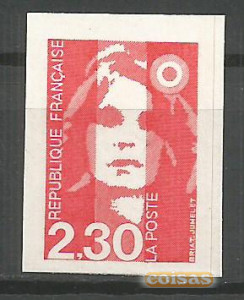 REPUBLIQUE FRANÇAISE
2,30
LA POSTE
BRIAT. JUMELET
coisas